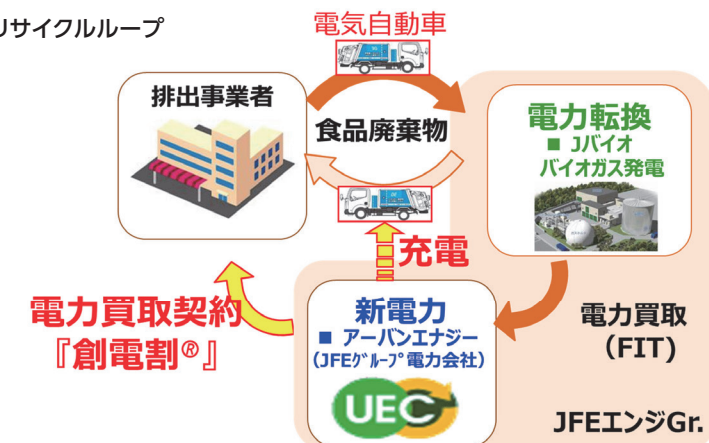 リサイクルループ
電気自動車
排出事業者
食品廃棄物
電力転換
■ Jバイオ
バイオガス発電
充電
電力買取契約
『創電割®』
新電力
■ アーバンエナジー
(JFEｸﾞﾙｰﾌﾟ電力会社)
UEC
電力買取
(FIT)
JFEエンジGr.